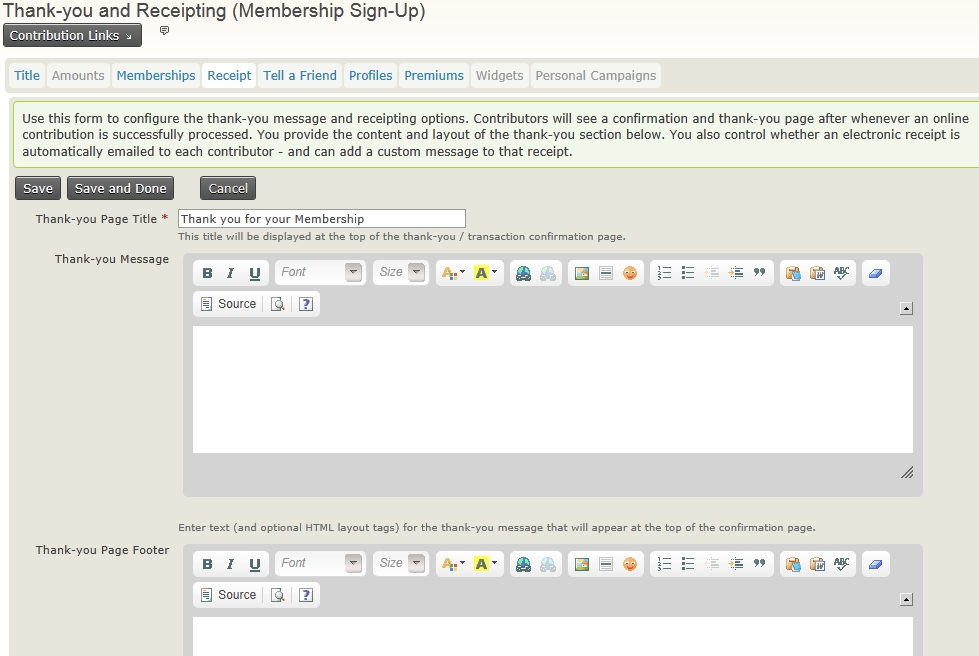 Thank-you and Receipting (Membership Sign-Up)
Contribution Links ↘
Title Amounts Memberships Receipt Tell a Friend Profiles Premiums Widgets Personal Campaigns
Use this form to configure the thank-you message and receipting options. Contributors will see a confirmation and thank-you page after whenever an online
contribution is successfully processed. You provide the content and layout of the thank-you section below. You also control whether an electronic receipt is
automatically emailed to each contributor - and can add a custom message to that receipt.
Save Save and Done Cancel
Thank-you Page Title * Thank you for your Membership
This title will be displayed at the top of the thank-you / transaction confirmation page.
Thank-you Message
B I U Font Size A A ABC
Source ?
Enter text (and optional HTML layout tags) for the thank-you message that will appear at the top of the confirmation page.
Thank-you Page Footer
B I U Font Size A A ABC
Source ?